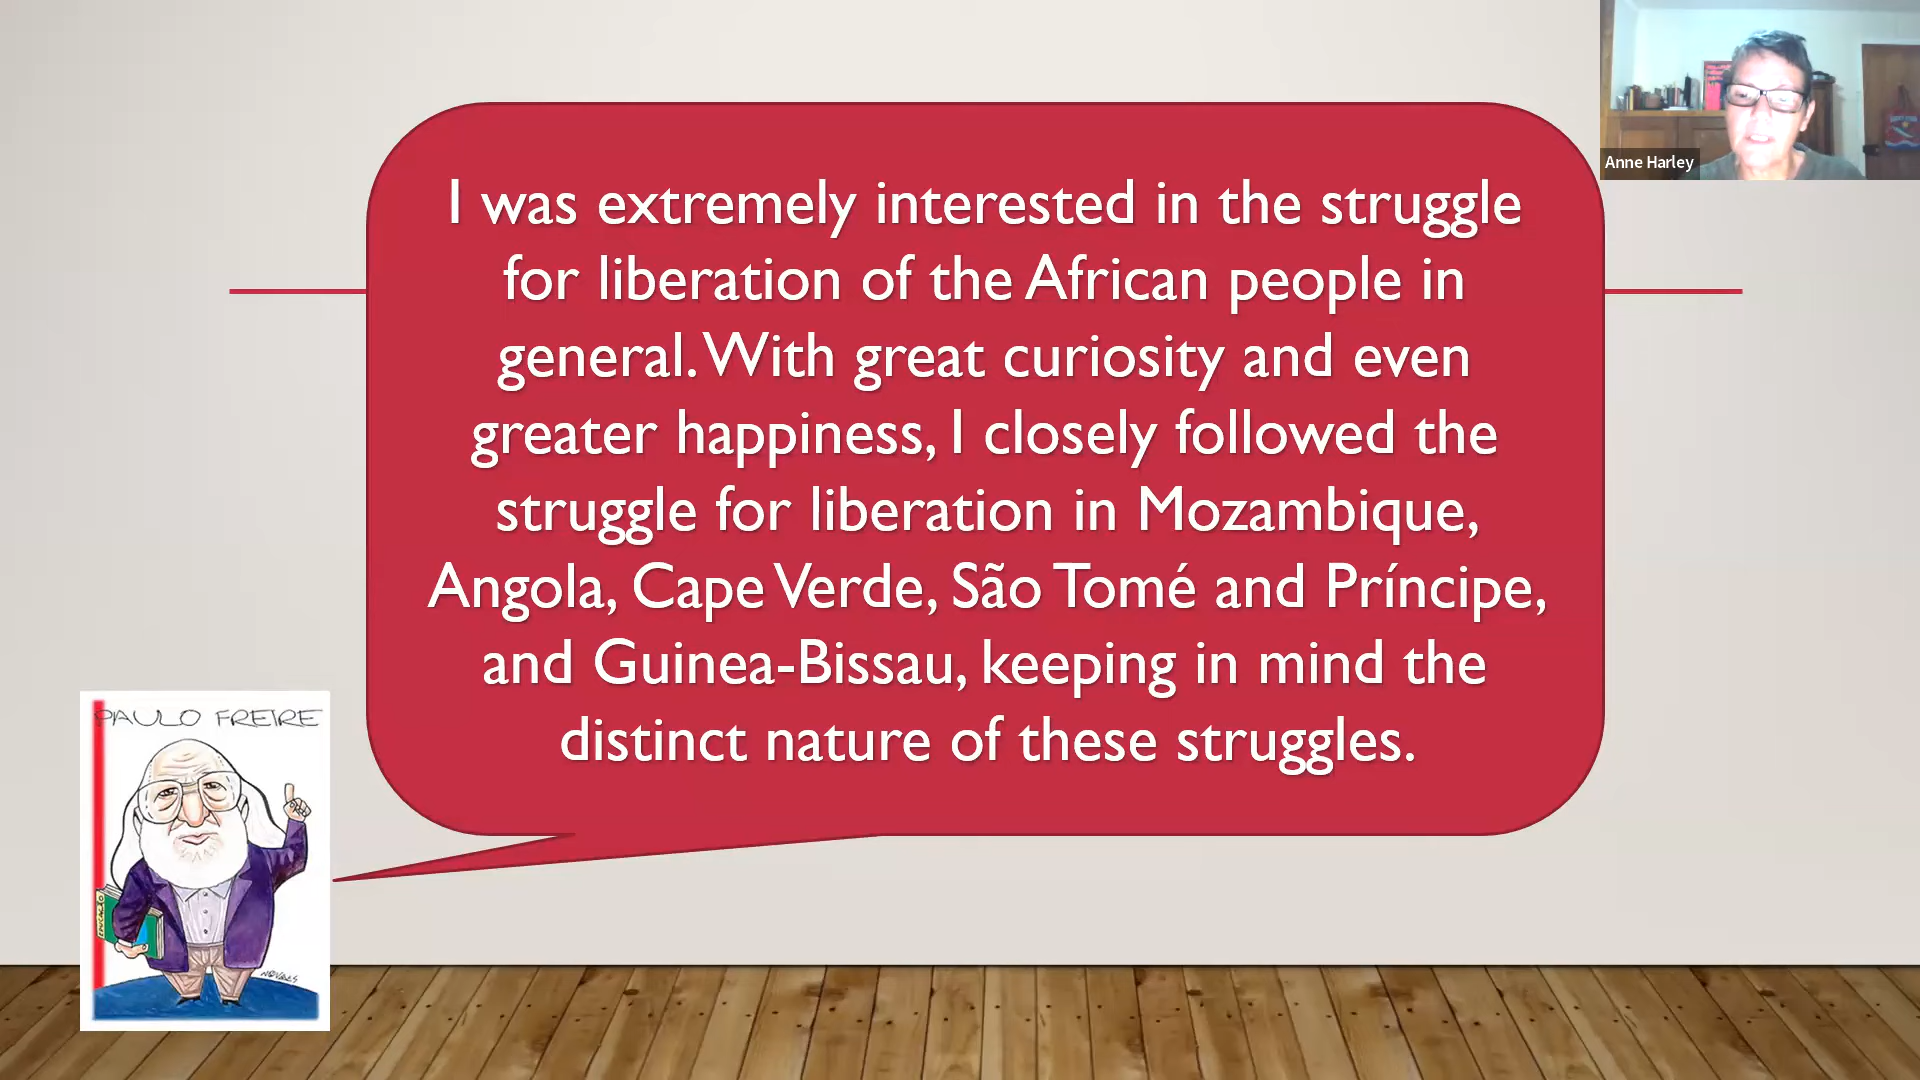 Anne Harley
I was extremely interested in the struggle
for liberation of the African people in
general. With great curiosity and even
greater happiness, I closely followed the
struggle for liberation in Mozambique,
Angola, Cape Verde, São Tomé and Príncipe,
and Guinea-Bissau, keeping in mind the
distinct nature of these struggles.
PAULO FREIRE
EDUCAÇÃO
NOVAES